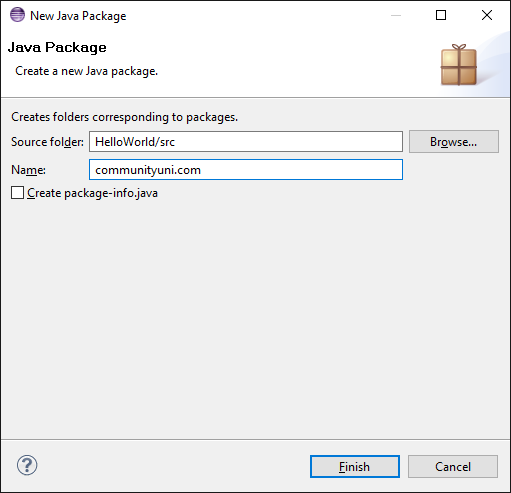 New Java Package
Java Package
Create a new Java package.
Creates folders corresponding to packages.
Source folder: HelloWorld/src Browse...
Name: communityuni.com
Create package-info.java
? Finish Cancel